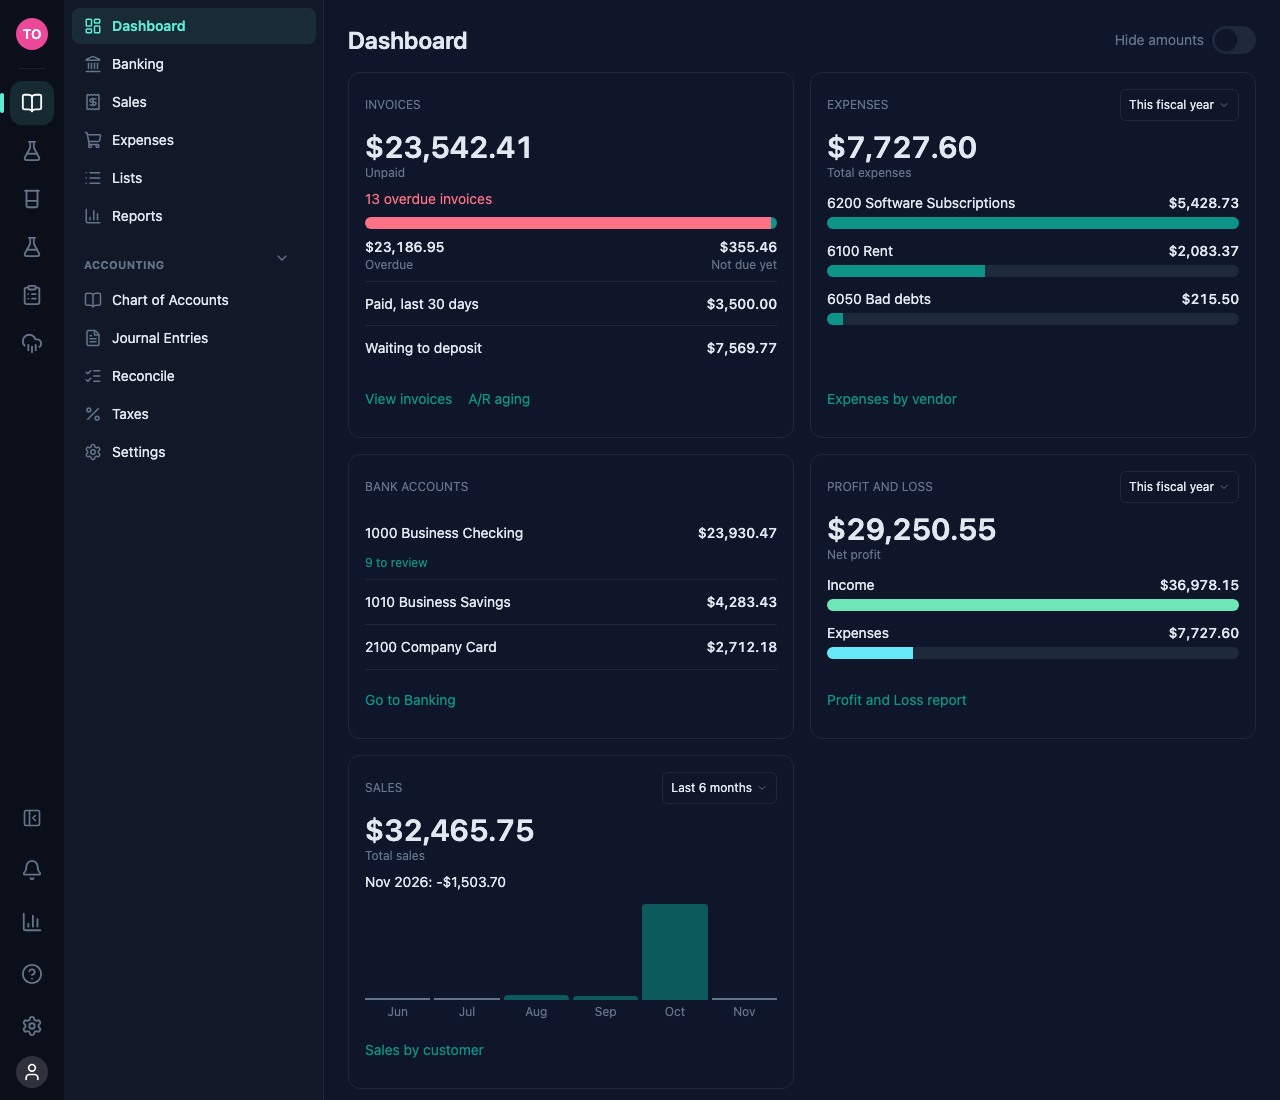 TO
Dashboard
Banking
Sales
Expenses
Lists
Reports
ACCOUNTING
Chart of Accounts
Journal Entries
Reconcile
Taxes
Settings
Dashboard
Hide amounts
INVOICES
$23,542.41
Unpaid
13 overdue invoices
$23,186.95 $355.46
Overdue Not due yet
Paid, last 30 days $3,500.00
Waiting to deposit $7,569.77
View invoices A/R aging
EXPENSES This fiscal year
$7,727.60
Total expenses
6200 Software Subscriptions $5,428.73
6100 Rent $2,083.37
6050 Bad debts $215.50
Expenses by vendor
BANK ACCOUNTS
1000 Business Checking $23,930.47
9 to review
1010 Business Savings $4,283.43
2100 Company Card $2,712.18
Go to Banking
PROFIT AND LOSS This fiscal year
$29,250.55
Net profit
Income $36,978.15
Expenses $7,727.60
Profit and Loss report
SALES Last 6 months
$32,465.75
Total sales
Nov 2026: -$1,503.70
Jun Jul Aug Sep Oct Nov
Sales by customer